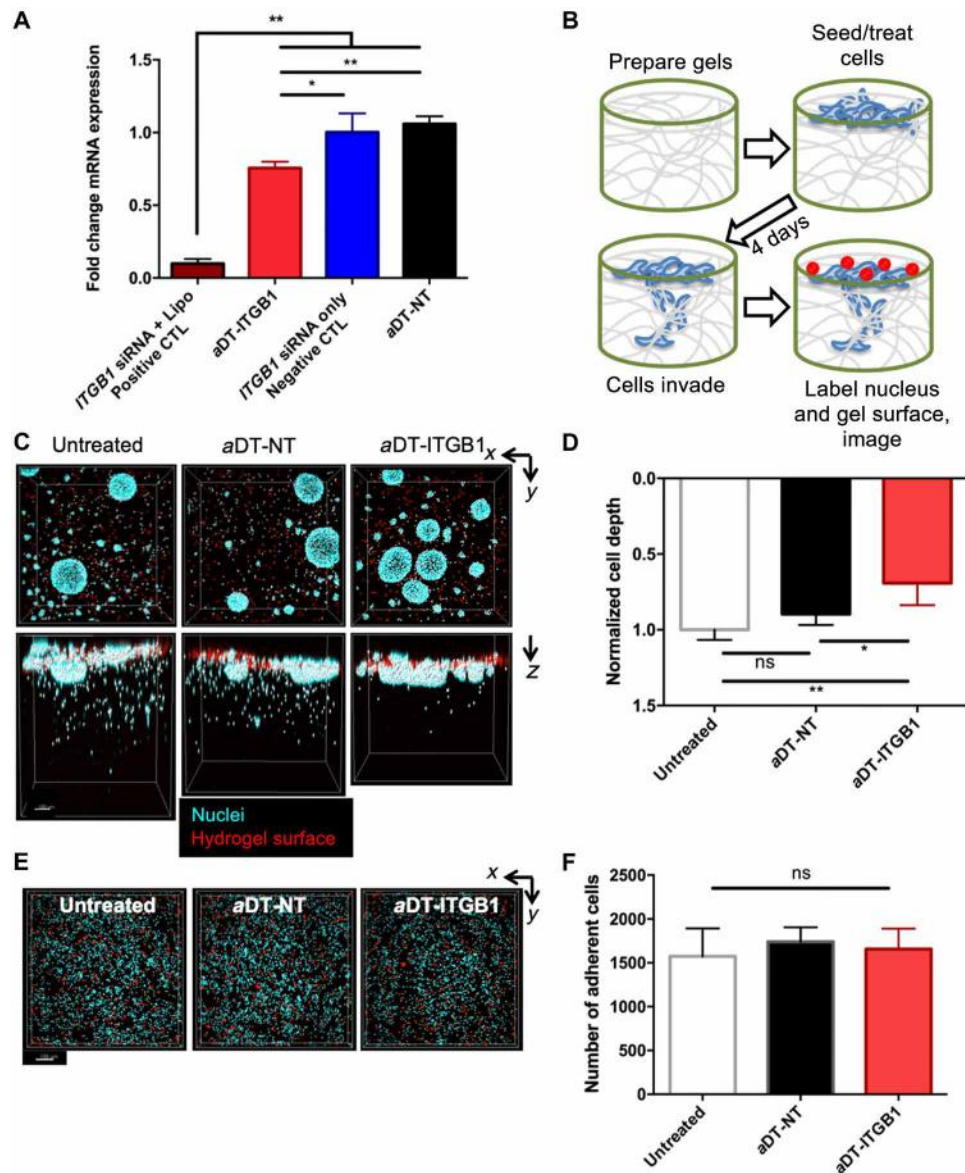 A
Fold change mRNA expression
1.5
1.0
0.5
0.0
**
**
*
ITGB1 siRNA + Lipo
Positive CTL
aDT-ITGB1
ITGB1 siRNA only
Negative CTL
aDT-NT
B
Prepare gels
Seed/treat
cells
4 days
Cells invade
Label nucleus
and gel surface,
image
C
Untreated
aDT-NT
aDT-ITGB1
x
y
z
Nuclei
Hydrogel surface
D
Normalized cell depth
0.0
0.5
1.0
1.5
ns
*
**
Untreated
aDT-NT
aDT-ITGB1
E
x
y
Untreated
aDT-NT
aDT-ITGB1
F
Number of adherent cells
2500
2000
1500
1000
500
0
ns
Untreated
aDT-NT
aDT-ITGB1